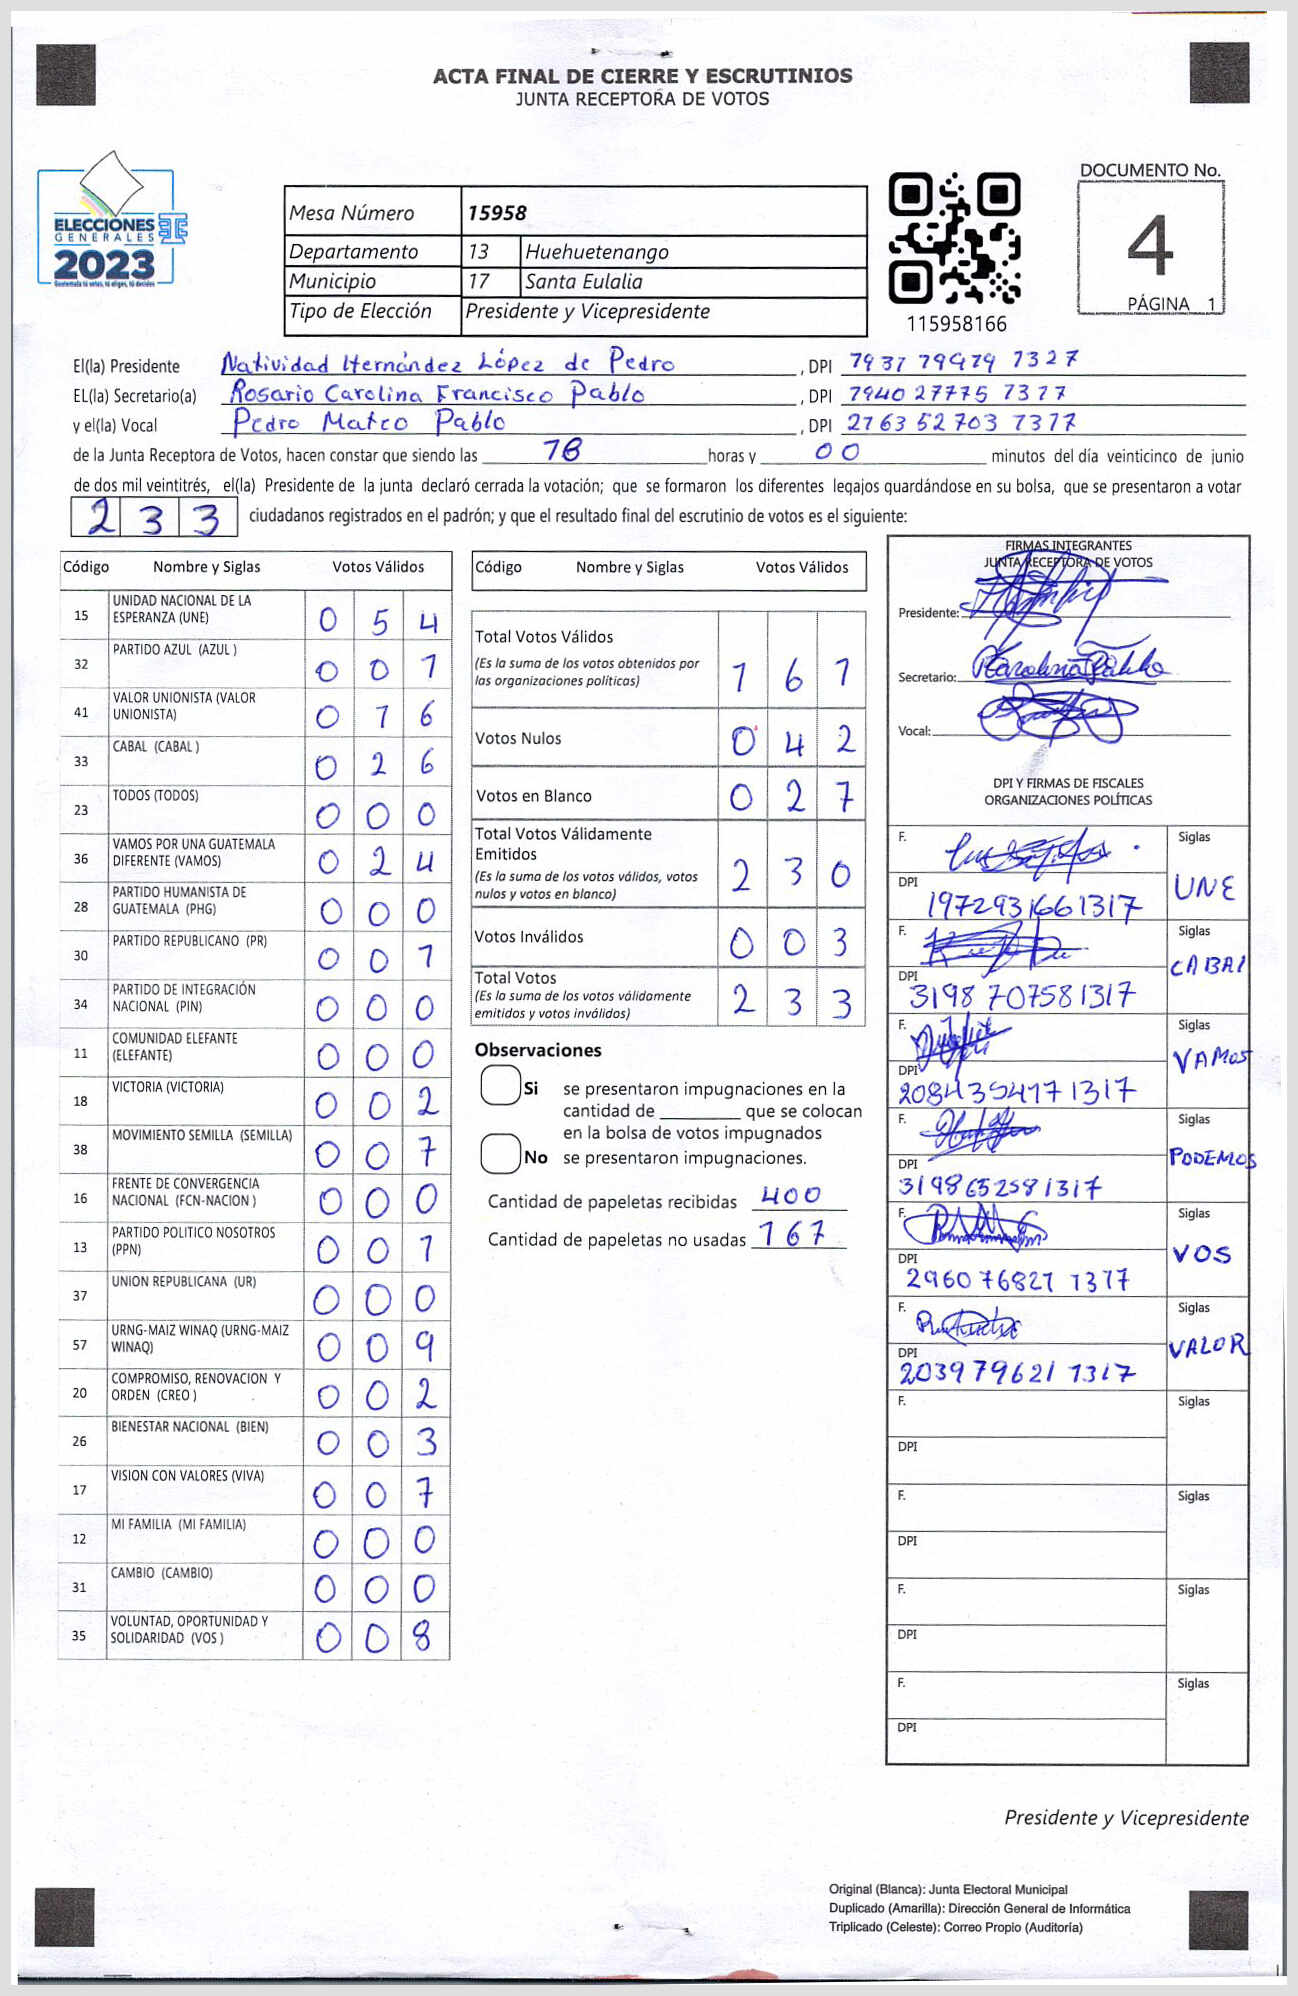 ACTA FINAL DE CIERRE Y ESCRUTINIOS
JUNTA RECEPTORA DE VOTOS
ELECCIONES
GENERALES
2023
Guatemala tú votas, tú eliges, tú decides
Mesa Número 15958
Departamento 13 Huehuetenango
Municipio 17 Santa Eulalia
Tipo de Elección Presidente y Vicepresidente
115958166
DOCUMENTO No.
4
PÁGINA 1
El(la) Presidente Natividad Hernández López de Pedro, DPI 7937 79979 1327
EL(la) Secretario(a) Rosario Carolina Francisco Pablo, DPI 7940 27775 7377
y el(la) Vocal Pedro Mateo Pablo, DPI 2763 52703 7377
de la Junta Receptora de Votos, hacen constar que siendo las 18 horas y 00 minutos del día veinticinco de junio
de dos mil veintitrés, el(la) Presidente de la junta declaró cerrada la votación; que se formaron los diferentes legajos guardándose en su bolsa, que se presentaron a votar
233 ciudadanos registrados en el padrón; y que el resultado final del escrutinio de votos es el siguiente:
Código Nombre y Siglas Votos Válidos
15 UNIDAD NACIONAL DE LA ESPERANZA (UNE) 0 5 4
32 PARTIDO AZUL (AZUL ) 0 0 1
41 VALOR UNIONISTA (VALOR UNIONISTA) 0 1 6
33 CABAL (CABAL ) 0 2 6
23 TODOS (TODOS) 0 0 0
36 VAMOS POR UNA GUATEMALA DIFERENTE (VAMOS) 0 2 4
28 PARTIDO HUMANISTA DE GUATEMALA (PHG) 0 0 0
30 PARTIDO REPUBLICANO (PR) 0 0 1
34 PARTIDO DE INTEGRACIÓN NACIONAL (PIN) 0 0 0
11 COMUNIDAD ELEFANTE (ELEFANTE) 0 0 0
18 VICTORIA (VICTORIA) 0 0 2
38 MOVIMIENTO SEMILLA (SEMILLA) 0 0 7
16 FRENTE DE CONVERGENCIA NACIONAL (FCN-NACION ) 0 0 0
13 PARTIDO POLITICO NOSOTROS (PPN) 0 0 1
37 UNION REPUBLICANA (UR) 0 0 0
57 URNG-MAIZ WINAQ (URNG-MAIZ WINAQ) 0 0 9
20 COMPROMISO, RENOVACION Y ORDEN (CREO ) 0 0 2
26 BIENESTAR NACIONAL (BIEN) 0 0 3
17 VISION CON VALORES (VIVA) 0 0 7
12 MI FAMILIA (MI FAMILIA) 0 0 0
31 CAMBIO (CAMBIO) 0 0 0
35 VOLUNTAD, OPORTUNIDAD Y SOLIDARIDAD (VOS ) 0 0 8
Código Nombre y Siglas Votos Válidos
Total Votos Válidos 1 6 1
(Es la suma de los votos obtenidos por
las organizaciones políticas)
Votos Nulos 0 4 2
Votos en Blanco 0 2 7
Total Votos Válidamente
Emitidos 2 3 0
(Es la suma de los votos válidos, votos
nulos y votos en blanco)
Votos Inválidos 0 0 3
Total Votos 2 3 3
(Es la suma de los votos válidamente
emitidos y votos inválidos)
Observaciones
Si se presentaron impugnaciones en la
cantidad de ________ que se colocan
en la bolsa de votos impugnados
No se presentaron impugnaciones.
Cantidad de papeletas recibidas 400
Cantidad de papeletas no usadas 167
FIRMAS INTEGRANTES
JUNTA RECEPTORA DE VOTOS
Presidente:
Secretario: Karolina Pablo
Vocal:
DPI Y FIRMAS DE FISCALES
ORGANIZACIONES POLÍTICAS
F. Siglas
DPI 1972931661317 UNE
F. Siglas
DPI 3198 707581317 CABAL
F. Siglas
DPI 2084354171317 VAMOS
F. Siglas
DPI 3198652581317 PODEMOS
F. Siglas
DPI 2960 76821 1317 VOS
F. Siglas
DPI 203979621 1317 VALOR
F. Siglas
DPI
F. Siglas
DPI
F. Siglas
DPI
F. Siglas
DPI
Presidente y Vicepresidente
Original (Blanca): Junta Electoral Municipal
Duplicado (Amarilla): Dirección General de Informática
Triplicado (Celeste): Correo Propio (Auditoría)